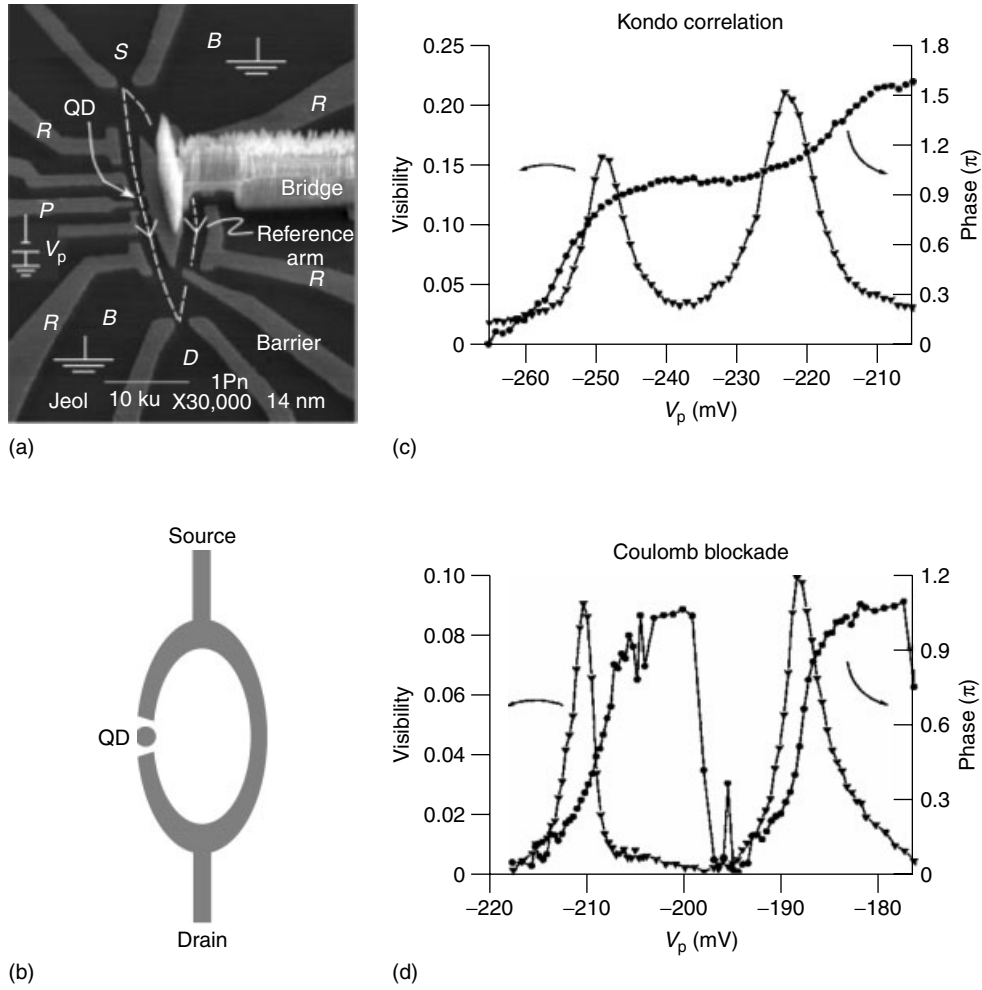 S
B
QD
R
R
Bridge
P
Vp
Reference
arm
R
R
B
D
Barrier
1Pn
Jeol 10 ku X30,000 14 nm
(a)
Kondo correlation
0.25
0.20
0.15
0.10
0.05
0
Visibility
1.8
1.5
1.2
0.9
0.6
0.3
0
Phase (π)
−260 −250 −240 −230 −220 −210
Vp (mV)
(c)
Source
QD
Drain
(b)
Coulomb blockade
0.10
0.08
0.06
0.04
0.02
0
Visibility
1.2
0.9
0.6
0.3
0
Phase (π)
−220 −210 −200 −190 −180
Vp (mV)
(d)